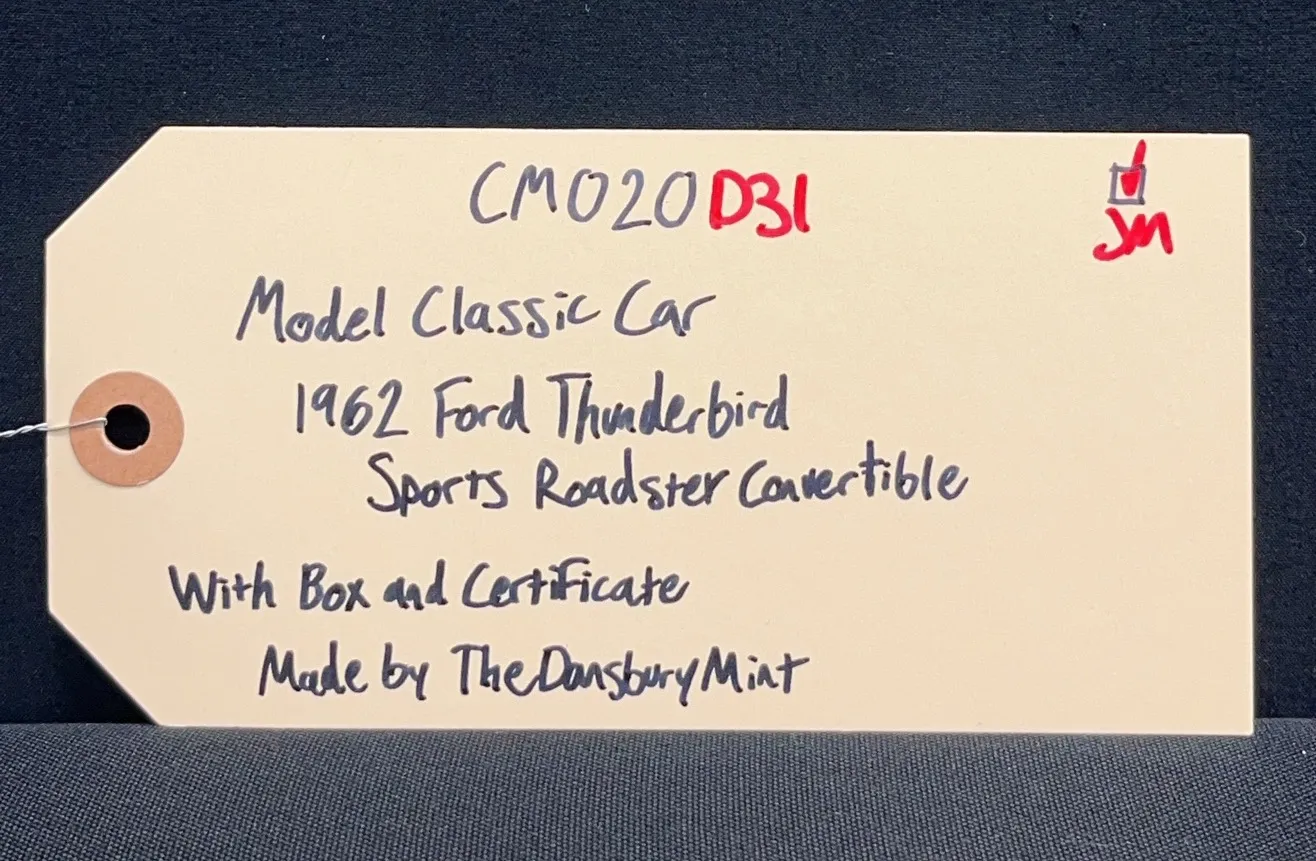 CM020D31
JM
Model Classic Car
1962 Ford Thunderbird
Sports Roadster Convertible
With Box and Certificate
Made by The Dansbury Mint